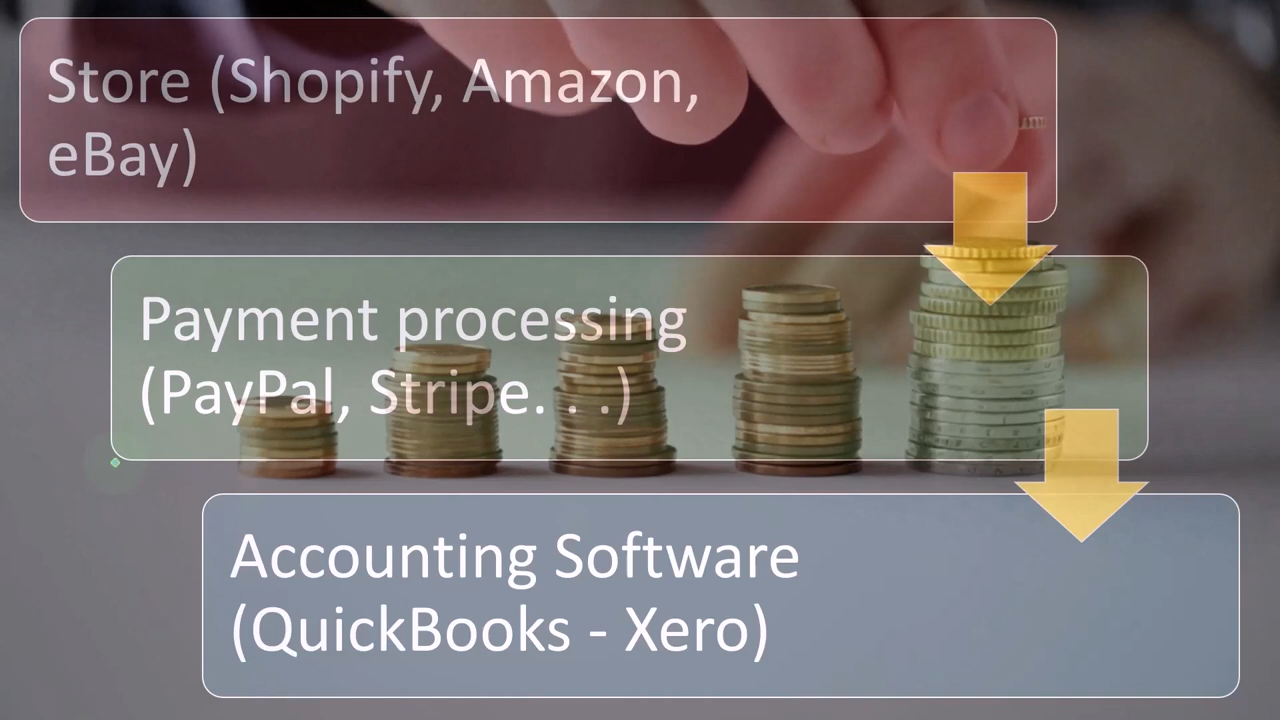 Store (Shopify, Amazon,
eBay)
Payment processing
(PayPal, Stripe. . .)
Accounting Software
(QuickBooks - Xero)